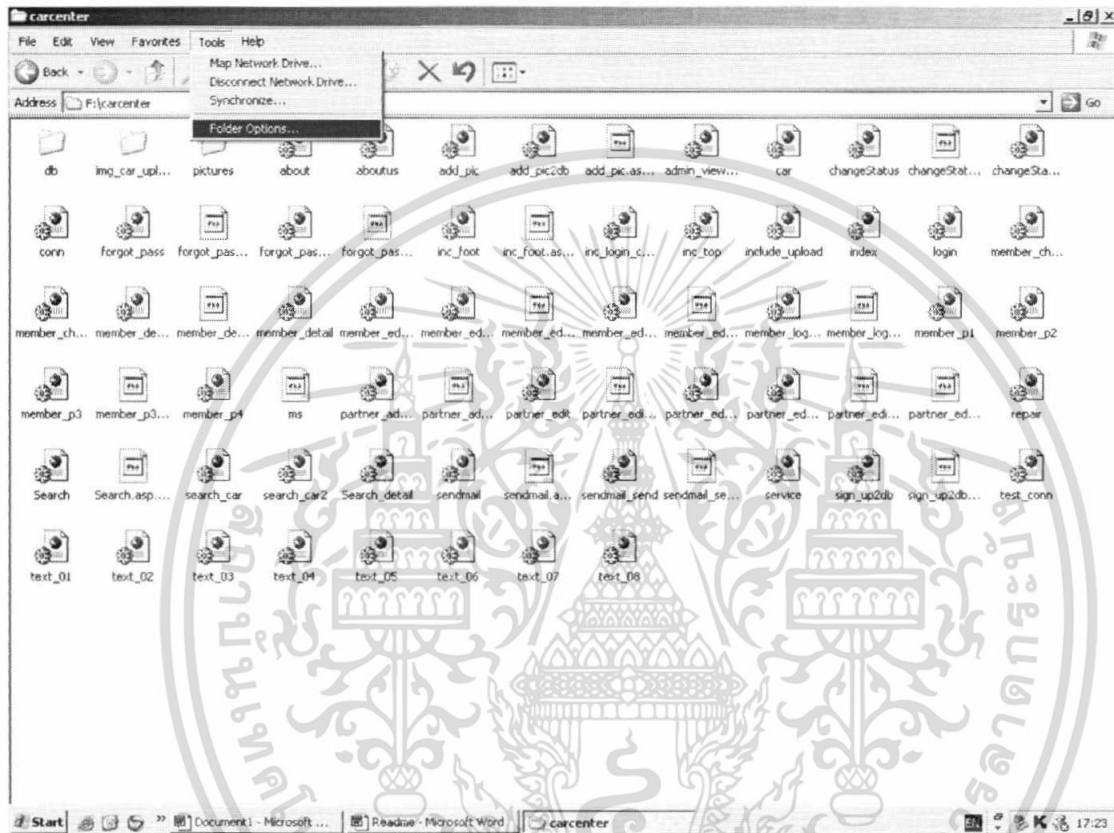 carcenter
File Edit View Favorites Tools Help
Map Network Drive...
Disconnect Network Drive...
Synchronize...
Folder Options...
Back
Address F:\carcenter Go
db img_car_upl... pictures about aboutus add_pic add_pic2db add_pic.as... admin_view... car changeStatus changeStat... changeSta...
conn forgot_pass forgot_pas... forgot_pas... forgot_pas... inc_foot inc_foot.as... inc_login_c... inc_top include_upload index login member_ch...
member_ch... member_de... member_de... member_detail member_ed... member_ed... member_ed... member_ed... member_ed... member_log... member_log... member_p1 member_p2
member_p3 member_p3... member_p4 ms partner_ad... partner_ad... partner_edit partner_edi... partner_ed... partner_ed... partner_edi... partner_ed... repair
Search Search.asp.... search_car search_car2 Search_detail sendmail sendmail.a... sendmail_send sendmail_se... service sign_up2db sign_up2db... test_conn
text_01 text_02 text_03 text_04 text_05 text_06 text_07 text_08
Start Document1 - Microsoft ... Readme - Microsoft Word carcenter EN 17:23